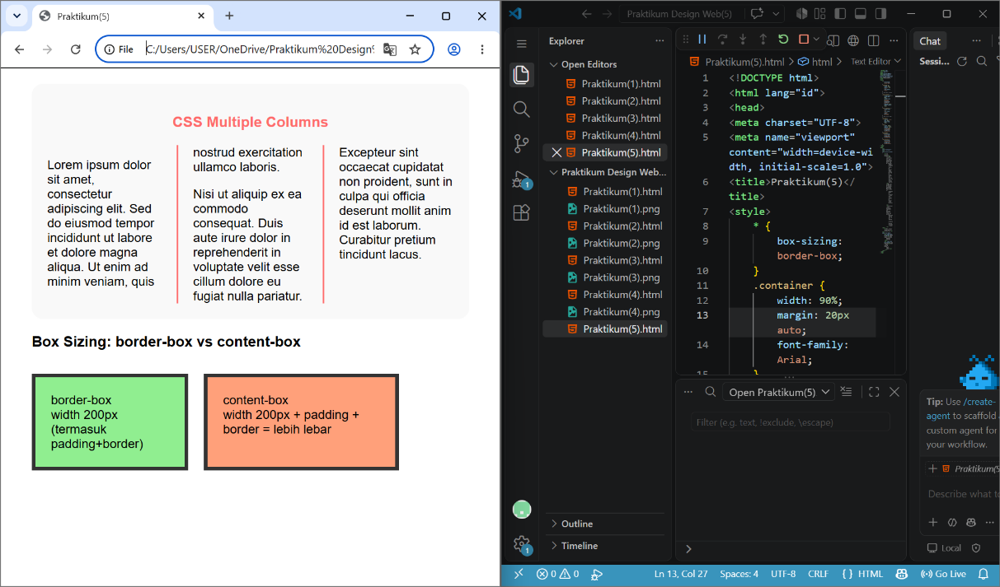 Praktikum(5)
File
C:/Users/USER/OneDrive/Praktikum%20Design%
CSS Multiple Columns
Lorem ipsum dolor
sit amet,
consectetur
adipiscing elit. Sed
do eiusmod tempor
incididunt ut labore
et dolore magna
aliqua. Ut enim ad
minim veniam, quis
nostrud exercitation
ullamco laboris.
Nisi ut aliquip ex ea
commodo
consequat. Duis
aute irure dolor in
reprehenderit in
voluptate velit esse
cillum dolore eu
fugiat nulla pariatur.
Excepteur sint
occaecat cupidatat
non proident, sunt in
culpa qui officia
deserunt mollit anim
id est laborum.
Curabitur pretium
tincidunt lacus.
Box Sizing: border-box vs content-box
border-box
width 200px
(termasuk
padding+border)
content-box
width 200px + padding +
border = lebih lebar
Praktikum Design Web(5)
Explorer
Open Editors
Praktikum(1).html
Praktikum(2).html
Praktikum(3).html
Praktikum(4).html
Praktikum(5).html
Praktikum Design Web...
Praktikum(1).html
Praktikum(1).png
Praktikum(2).html
Praktikum(2).png
Praktikum(3).html
Praktikum(3).png
Praktikum(4).html
Praktikum(4).png
Praktikum(5).html
Outline
Timeline
1
1
Praktikum(5).html > html > Text Editor
1 <!DOCTYPE html>
2 <html lang="id">
3 <head>
4 <meta charset="UTF-8">
5 <meta name="viewport"
content="width=device-wi
dth, initial-scale=1.0">
6 <title>Praktikum(5)</
title>
7 <style>
8 * {
9 box-sizing:
border-box;
10 }
11 .container {
12 width: 90%;
13 margin: 20px
auto;
14 font-family:
Arial;
15 }
Open Praktikum(5)
Filter (e.g. text, !exclude, \escape)
Chat
Sessi...
Tip: Use /create-
agent to scaffold a
custom agent for
your workflow.
Praktikum(5
Describe what to
Local
0 0
Ln 13, Col 27
Spaces: 4
UTF-8
CRLF
{ } HTML
Go Live